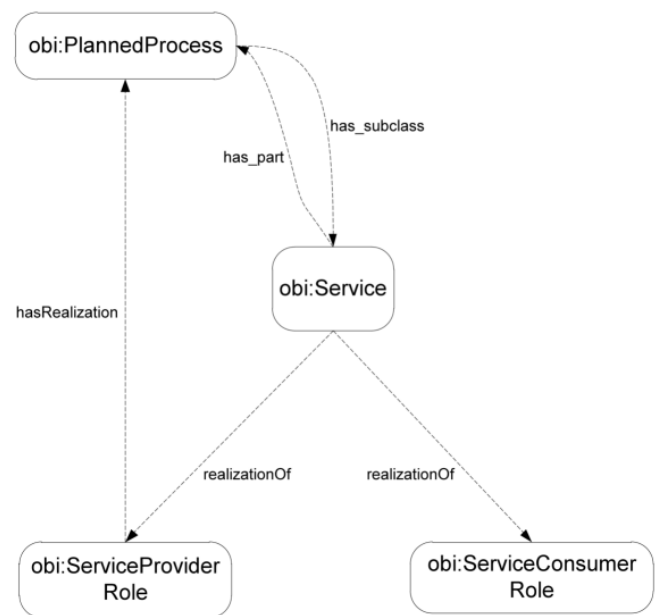 obi:PlannedProcess
has_subclass
has_part
obi:Service
hasRealization
realizationOf
realizationOf
obi:ServiceProvider
Role
obi:ServiceConsumer
Role